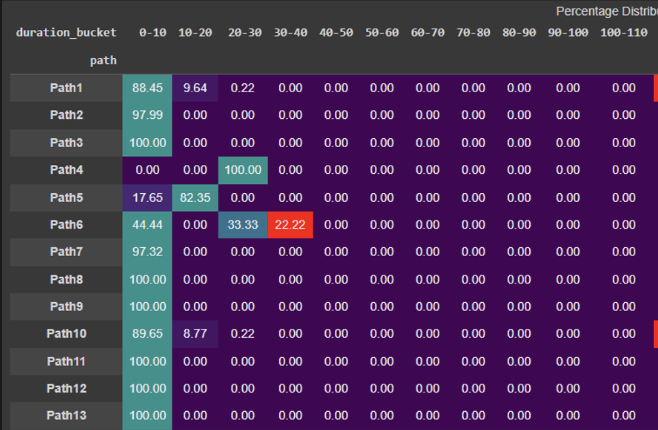 Percentage Distribu
duration_bucket 0-10 10-20 20-30 30-40 40-50 50-60 60-70 70-80 80-90 90-100 100-110
path
Path1 88.45 9.64 0.22 0.00 0.00 0.00 0.00 0.00 0.00 0.00 0.00
Path2 97.99 0.00 0.00 0.00 0.00 0.00 0.00 0.00 0.00 0.00 0.00
Path3 100.00 0.00 0.00 0.00 0.00 0.00 0.00 0.00 0.00 0.00 0.00
Path4 0.00 0.00 100.00 0.00 0.00 0.00 0.00 0.00 0.00 0.00 0.00
Path5 17.65 82.35 0.00 0.00 0.00 0.00 0.00 0.00 0.00 0.00 0.00
Path6 44.44 0.00 33.33 22.22 0.00 0.00 0.00 0.00 0.00 0.00 0.00
Path7 97.32 0.00 0.00 0.00 0.00 0.00 0.00 0.00 0.00 0.00 0.00
Path8 100.00 0.00 0.00 0.00 0.00 0.00 0.00 0.00 0.00 0.00 0.00
Path9 100.00 0.00 0.00 0.00 0.00 0.00 0.00 0.00 0.00 0.00 0.00
Path10 89.65 8.77 0.22 0.00 0.00 0.00 0.00 0.00 0.00 0.00 0.00
Path11 100.00 0.00 0.00 0.00 0.00 0.00 0.00 0.00 0.00 0.00 0.00
Path12 100.00 0.00 0.00 0.00 0.00 0.00 0.00 0.00 0.00 0.00 0.00
Path13 100.00 0.00 0.00 0.00 0.00 0.00 0.00 0.00 0.00 0.00 0.00